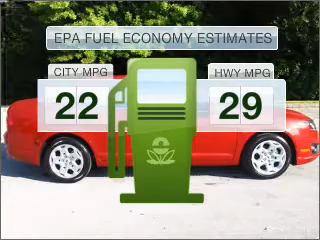 EPA FUEL ECONOMY ESTIMATES
CITY MPG
HWY MPG
22
29